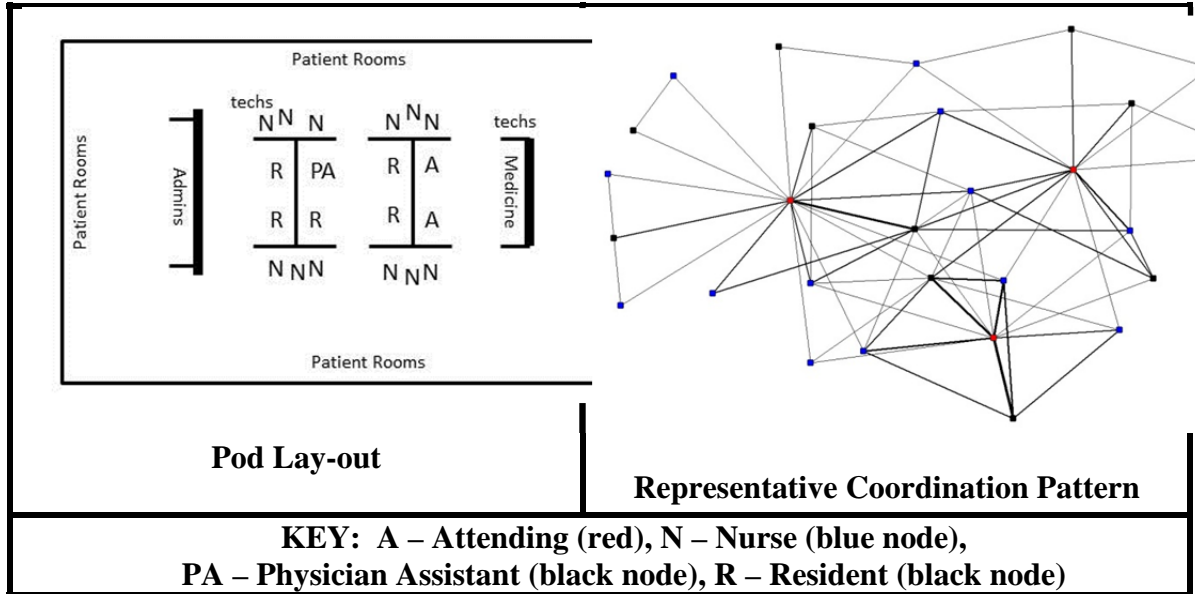 Patient Rooms
techs
N N N
N N N
techs
Patient Rooms
Admins
R PA
R A
Medicine
R R
R A
N N N
N N N
Patient Rooms
Pod Lay-out
Representative Coordination Pattern
KEY: A – Attending (red), N – Nurse (blue node),
PA – Physician Assistant (black node), R – Resident (black node)